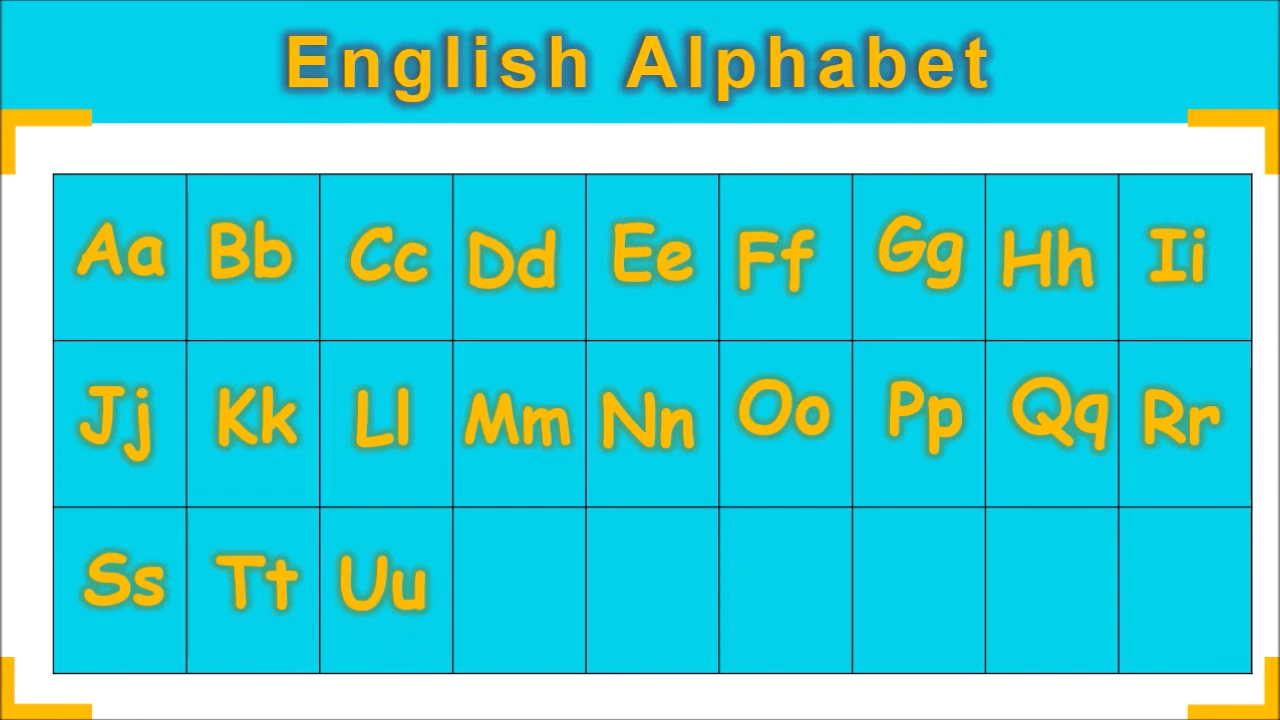 English Alphabet
Aa Bb Cc Dd Ee Ff Gg Hh Ii
Jj Kk Ll Mm Nn Oo Pp Qq Rr
Ss Tt Uu